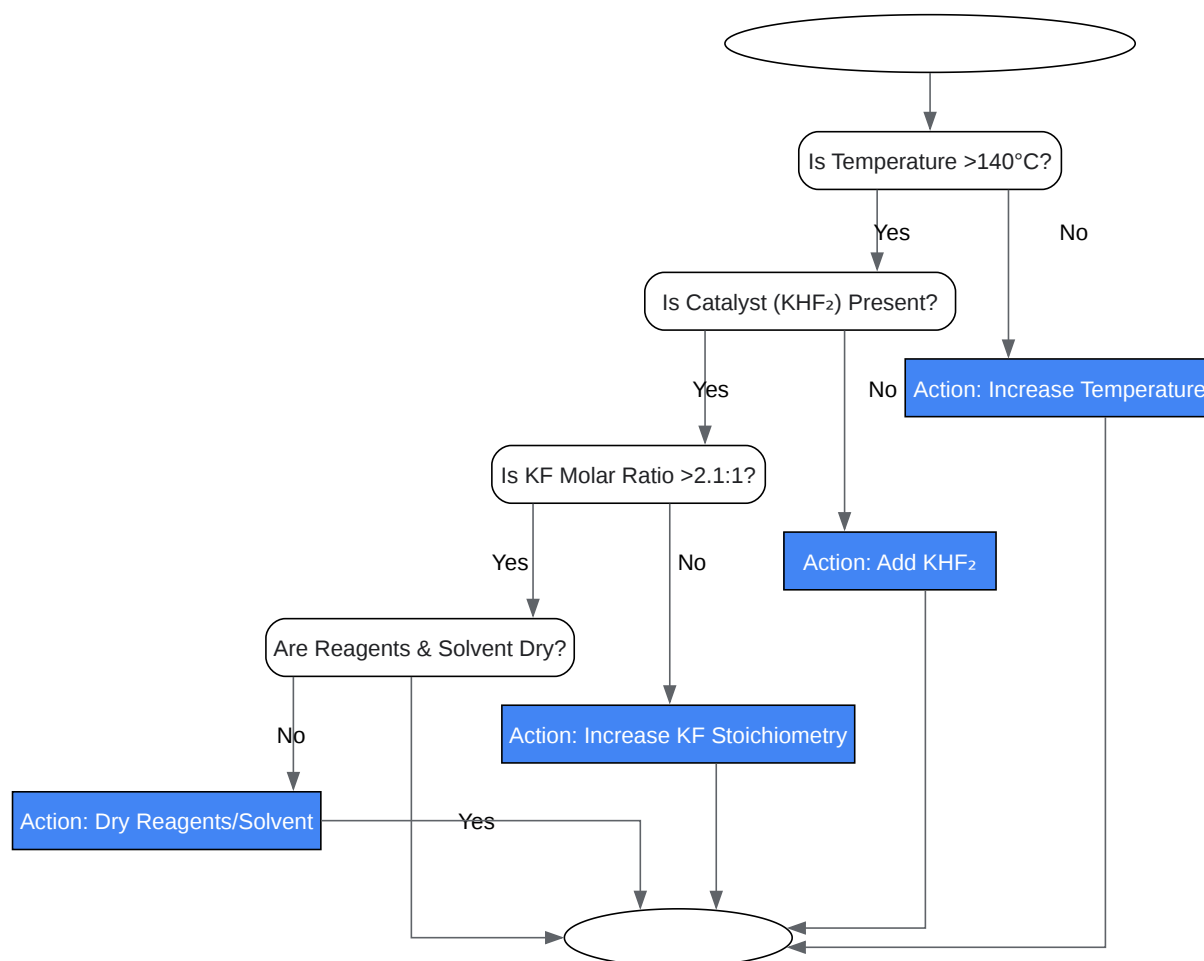 Is Temperature >140°C?
Yes
No
Is Catalyst (KHF₂) Present?
Yes
No
Action: Increase Temperature
Is KF Molar Ratio >2.1:1?
Yes
No
Action: Add KHF₂
Are Reagents & Solvent Dry?
No
Action: Increase KF Stoichiometry
Action: Dry Reagents/Solvent
Yes